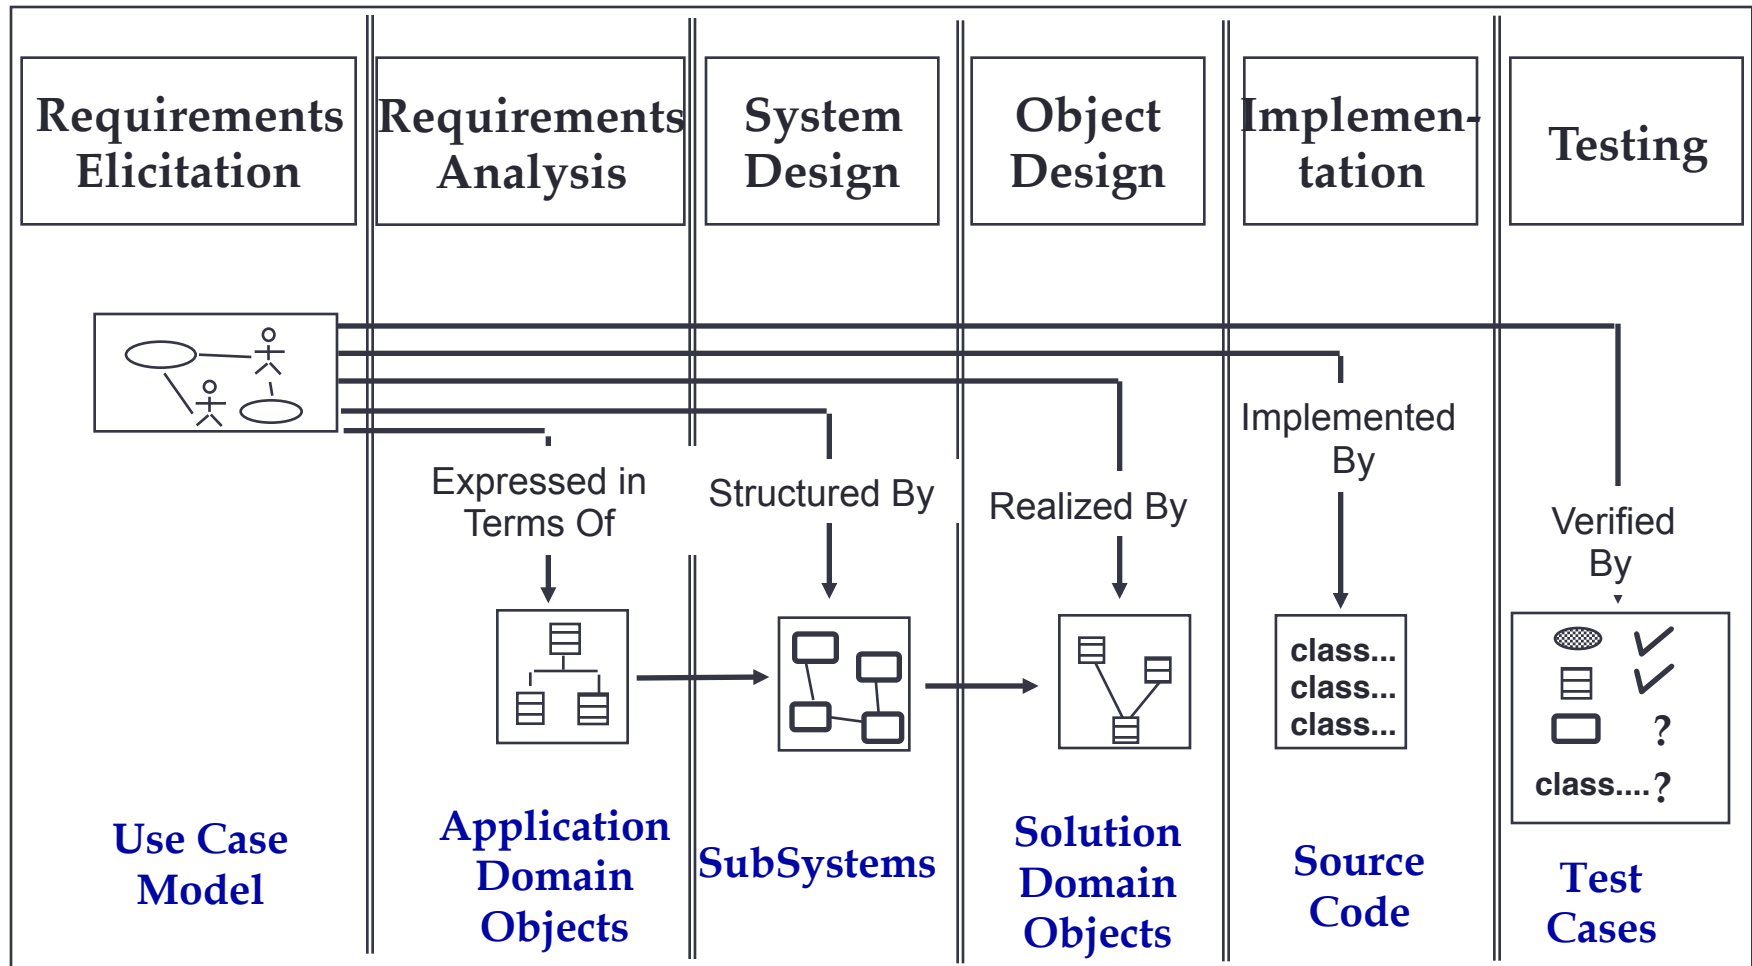 Requirements
Elicitation
Requirements
Analysis
System
Design
Object
Design
Implemen-
tation
Testing
Expressed in
Terms Of
Structured By
Realized By
Implemented
By
Verified
By
class...
class...
class...
?
class....?
Use Case
Model
Application
Domain
Objects
SubSystems
Solution
Domain
Objects
Source
Code
Test
Cases